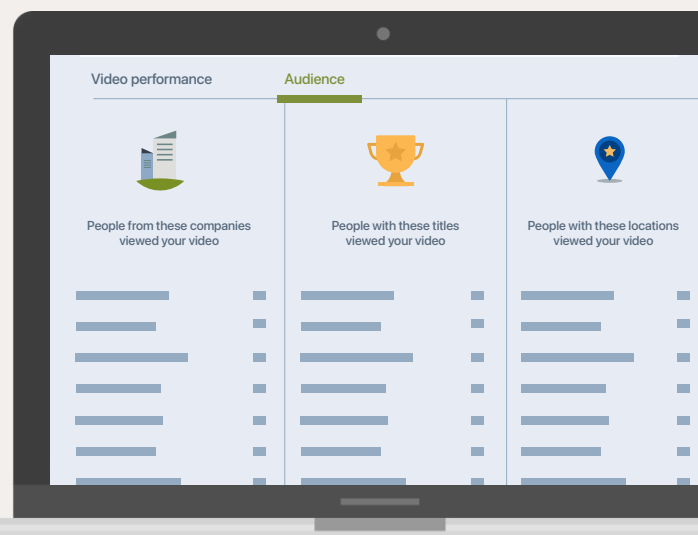 Video performance
Audience
People from these companies
viewed your video
People with these titles
viewed your video
People with these locations
viewed your video